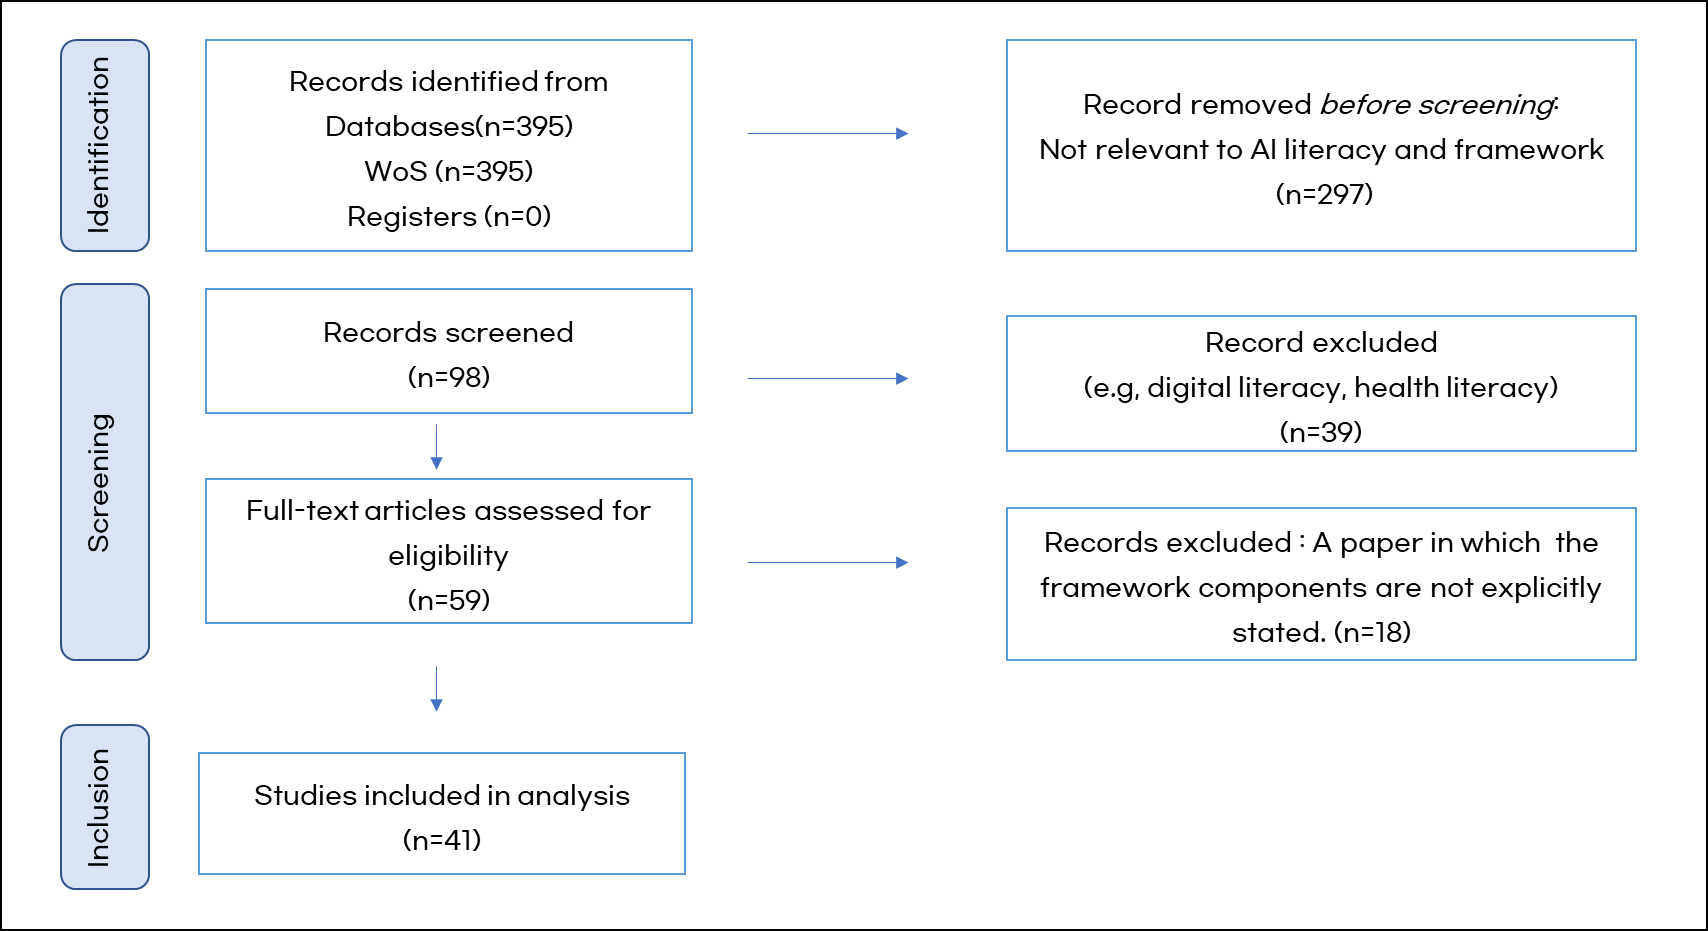 Identification
Records identified from
Databases(n=395)
WoS (n=395)
Registers (n=0)
Record removed before screening:
Not relevant to AI literacy and framework
(n=297)
Screening
Records screened
(n=98)
Record excluded
(e.g, digital literacy, health literacy)
(n=39)
Full-text articles assessed for
eligibility
(n=59)
Records excluded : A paper in which the
framework components are not explicitly
stated. (n=18)
Inclusion
Studies included in analysis
(n=41)